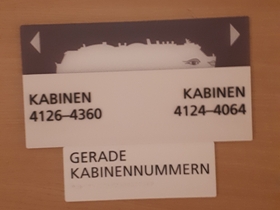 KABINEN KABINEN
4126–4360 4124–4064
GERADE
KABINENNUMMERN